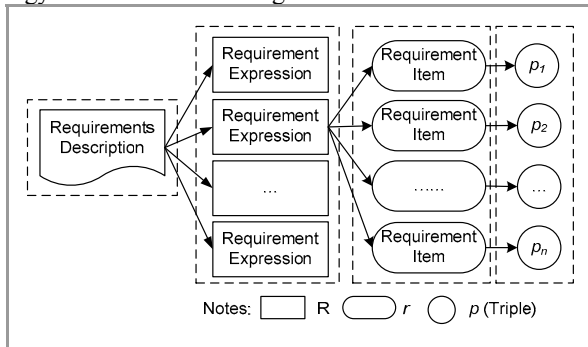 Requirements
Description
Requirement
Expression
Requirement
Expression
...
Requirement
Expression
Requirement
Item
Requirement
Item
......
Requirement
Item
p1
p2
...
pn
Notes: R r p (Triple)